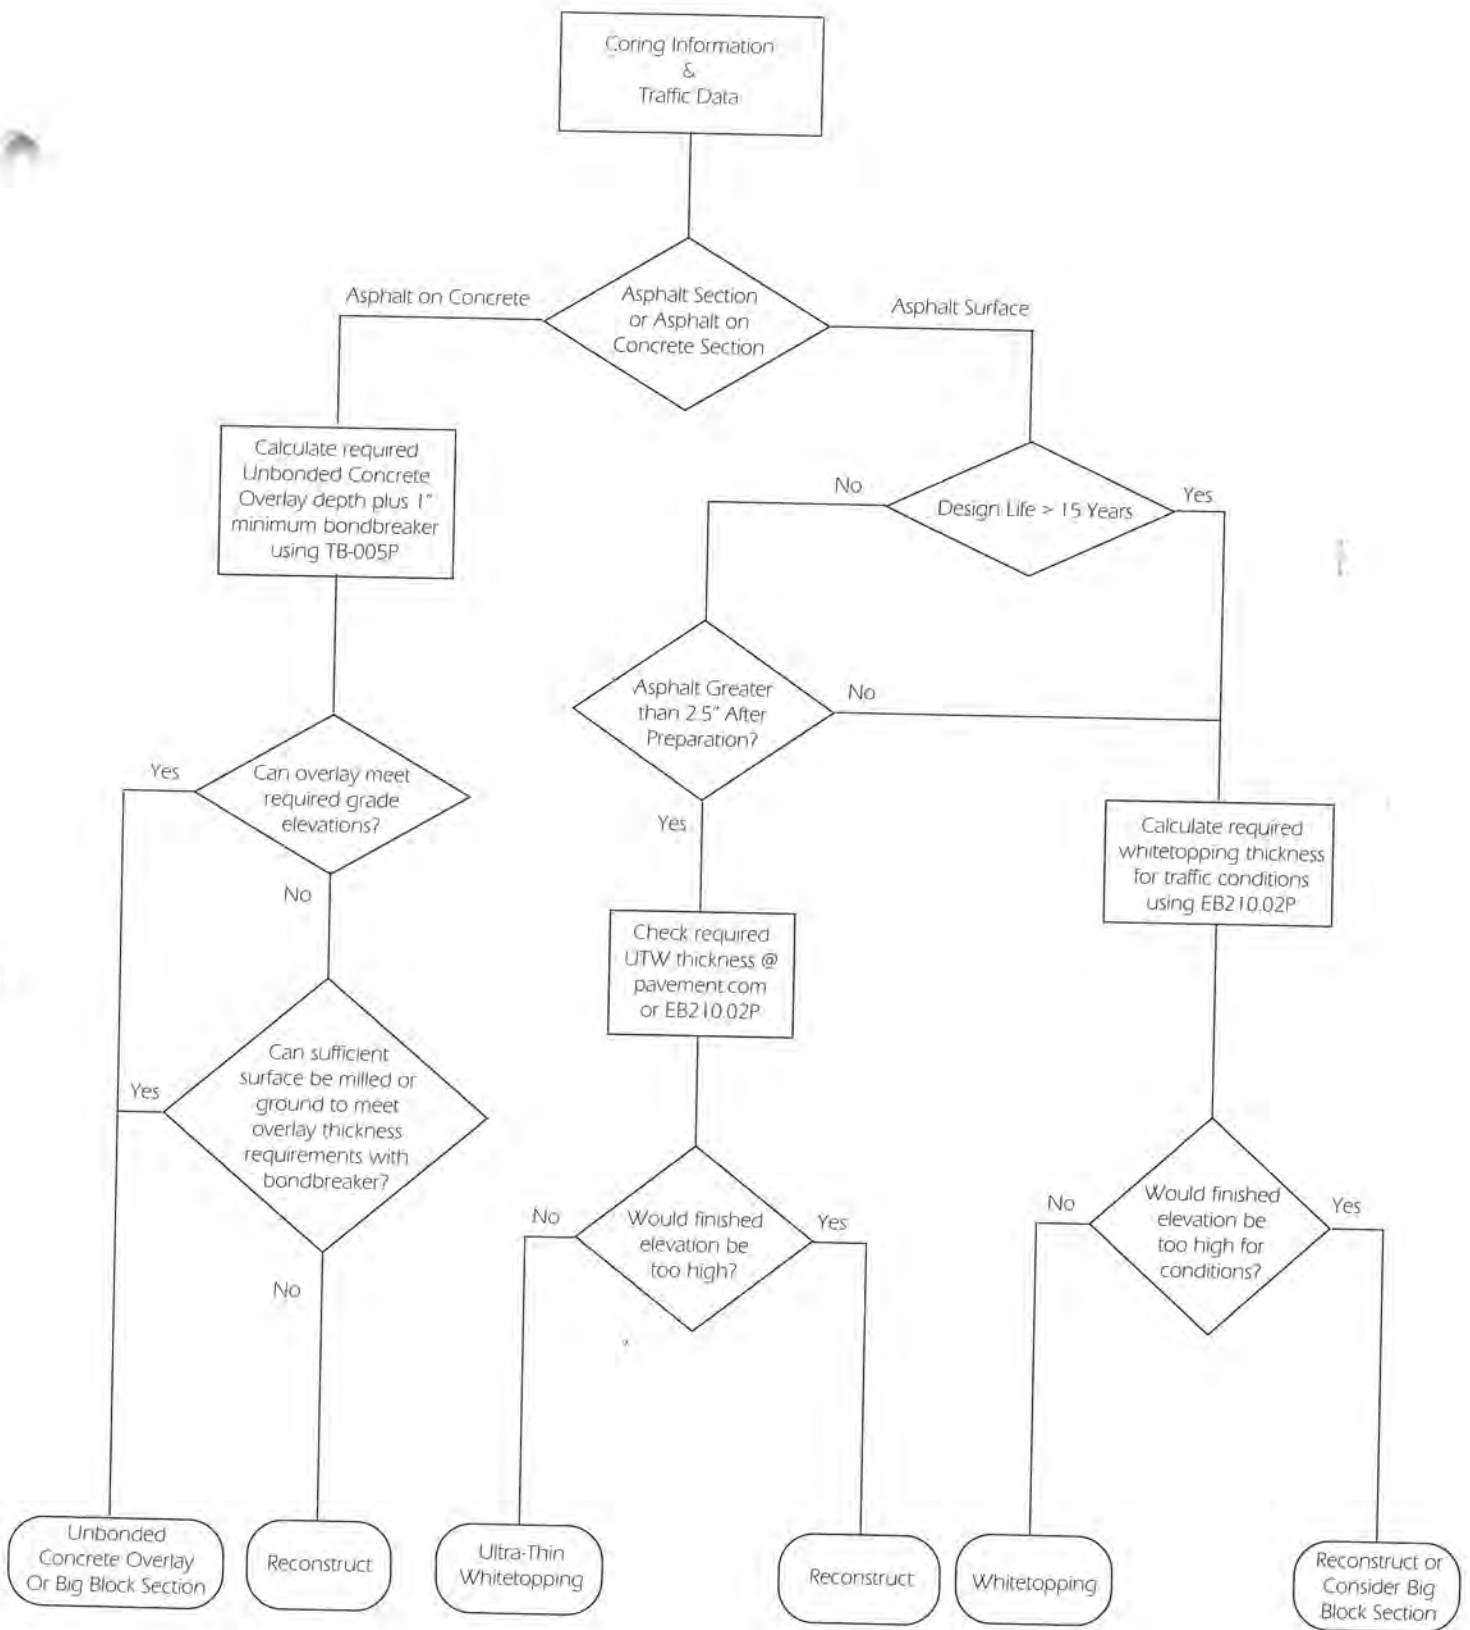 Coring Information
&
Traffic Data
Asphalt on Concrete
Asphalt Section
or Asphalt on
Concrete Section
Asphalt Surface
Calculate required
Unbonded Concrete
Overlay depth plus 1"
minimum bondbreaker
using TB-005P
No
Design Life > 15 Years
Yes
Asphalt Greater
than 2.5" After
Preparation?
No
Yes
Yes
Can overlay meet
required grade
elevations?
No
Calculate required
whitetopping thickness
for traffic conditions
using EB210.02P
Check required
UTW thickness @
pavement.com
or EB210.02P
Yes
Can sufficient
surface be milled or
ground to meet
overlay thickness
requirements with
bondbreaker?
No
No
Would finished
elevation be
too high?
Yes
No
Would finished
elevation be
too high for
conditions?
Yes
Unbonded
Concrete Overlay
Or Big Block Section
Reconstruct
Ultra-Thin
Whitetopping
Reconstruct
Whitetopping
Reconstruct or
Consider Big
Block Section